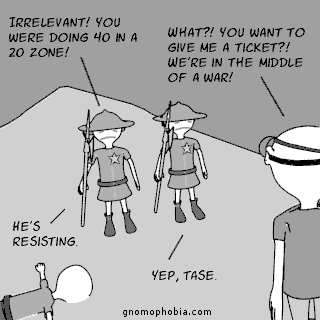 WHAT?! YOU WANT TO
GIVE ME A TICKET?!
WE'RE IN THE MIDDLE
OF A WAR!
IRRELEVANT! YOU
WERE DOING 40 IN A
20 ZONE!
HE'S
RESISTING.
YEP, TASE.
gnomophobia.com